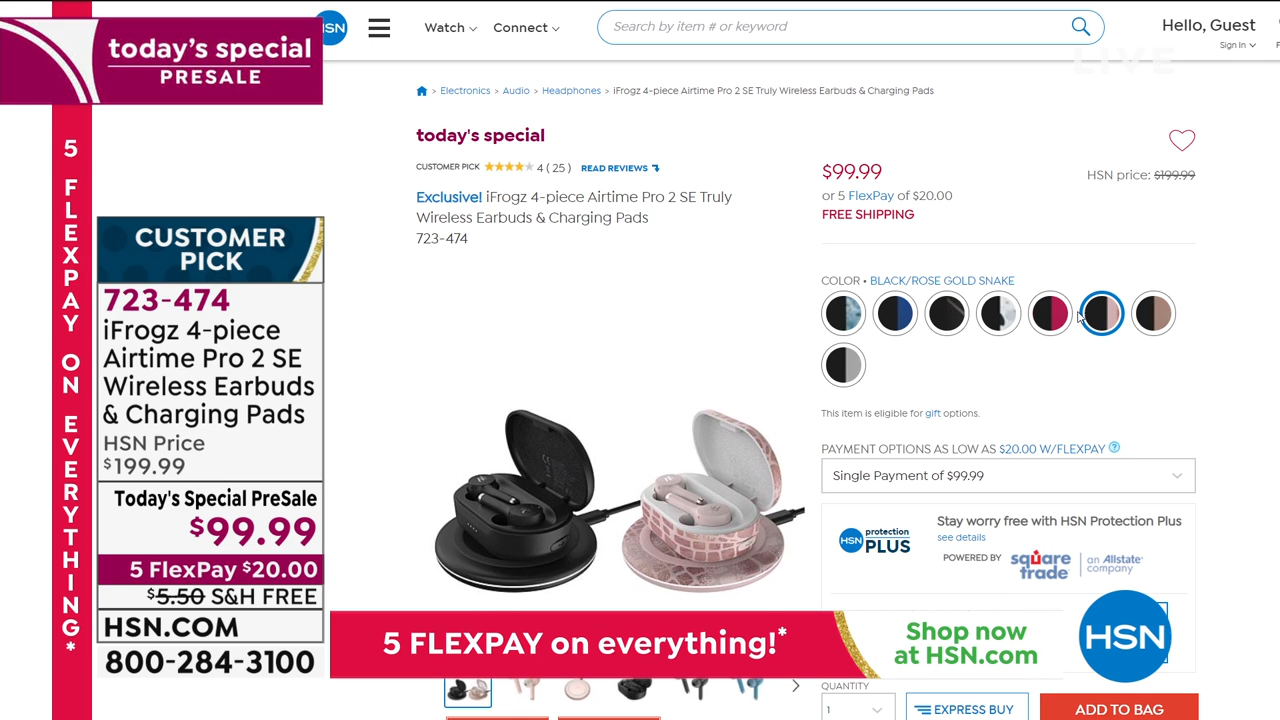 today's special
PRESALE
HSN
Watch
Connect
Search by item # or keyword
Hello, Guest
Sign In
LIVE
Electronics > Audio > Headphones > iFrogz 4-piece Airtime Pro 2 SE Truly Wireless Earbuds & Charging Pads
5 FLEXPAY ON EVERYTHING*
today's special
CUSTOMER PICK 4 ( 25 ) READ REVIEWS
Exclusive! iFrogz 4-piece Airtime Pro 2 SE Truly
Wireless Earbuds & Charging Pads
723-474
$99.99
HSN price: $199.99
or 5 FlexPay of $20.00
FREE SHIPPING
COLOR • BLACK/ROSE GOLD SNAKE
This item is eligible for gift options.
PAYMENT OPTIONS AS LOW AS $20.00 W/FLEXPAY ?
Single Payment of $99.99
HSN protection
PLUS
Stay worry free with HSN Protection Plus
see details
POWERED BY square trade an Allstate company
CUSTOMER
PICK
723-474
iFrogz 4-piece
Airtime Pro 2 SE
Wireless Earbuds
& Charging Pads
HSN Price
$199.99
Today's Special PreSale
$99.99
5 FlexPay $20.00
$5.50 S&H FREE
HSN.COM
800-284-3100
5 FLEXPAY on everything!*
Shop now
at HSN.com
HSN
QUANTITY
1
EXPRESS BUY
ADD TO BAG